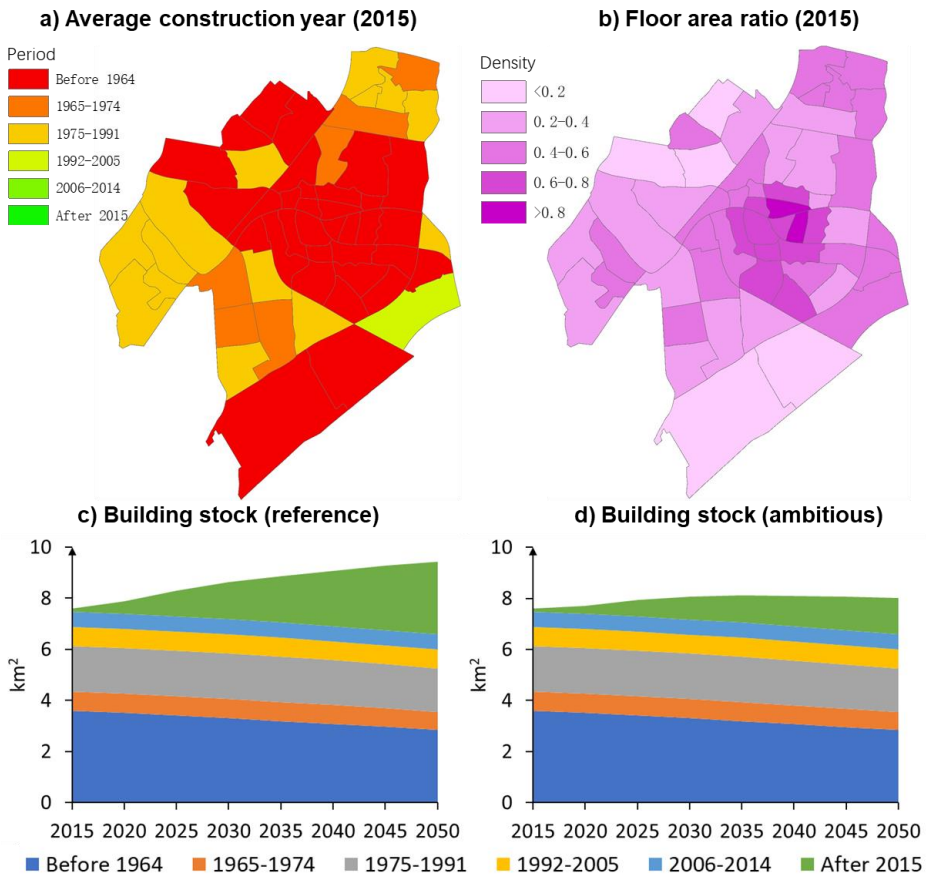 a) Average construction year (2015)
b) Floor area ratio (2015)
Period
Before 1964
1965-1974
1975-1991
1992-2005
2006-2014
After 2015
Density
<0.2
0.2-0.4
0.4-0.6
0.6-0.8
>0.8
c) Building stock (reference)
d) Building stock (ambitious)
10
8
6
4
2
0
km²
2015 2020 2025 2030 2035 2040 2045 2050
10
8
6
4
2
0
km²
2015 2020 2025 2030 2035 2040 2045 2050
Before 1964 1965-1974 1975-1991 1992-2005 2006-2014 After 2015